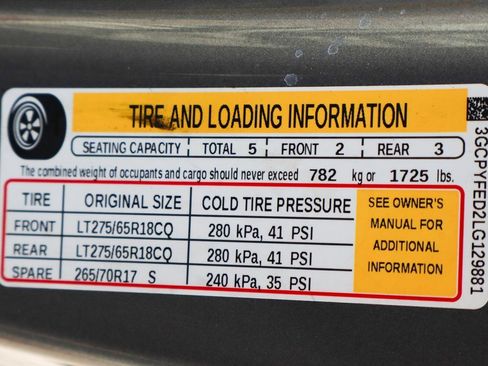 TIRE AND LOADING INFORMATION
SEATING CAPACITY TOTAL 5 FRONT 2 REAR 3
The combined weight of occupants and cargo should never exceed 782 kg or 1725 lbs.
TIRE ORIGINAL SIZE COLD TIRE PRESSURE
FRONT LT275/65R18CQ 280 kPa, 41 PSI
REAR LT275/65R18CQ 280 kPa, 41 PSI
SPARE 265/70R17 S 240 kPa, 35 PSI
SEE OWNER'S
MANUAL FOR
ADDITIONAL
INFORMATION
3GCPYFED2LG129881